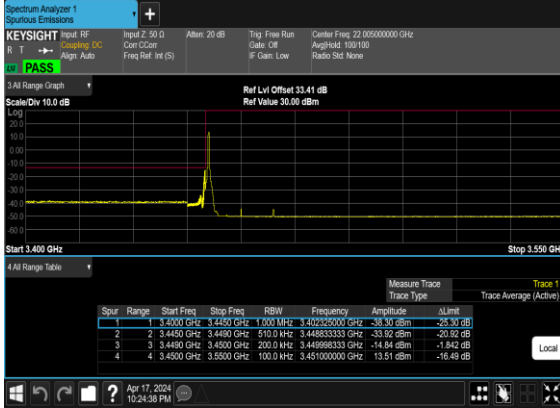 Spectrum Analyzer 1
Spurious Emissions
+
KEYSIGHT Input: RF Input Z: 50 Ω Atten: 20 dB Trig: Free Run Center Freq: 22.005000000 GHz
R T Coupling: DC Corr CCorr Gate: Off Avg|Hold: 100/100
Align: Auto Freq Ref: Int (S) IF Gain: Low Radio Std: None
LXI PASS
3.All Range Graph Ref Lvl Offset 33.41 dB
Scale/Div 10.0 dB Ref Value 30.00 dBm
Log
20.0
10.0
0.00
-10.0
-20.0
-30.0
-40.0
-50.0
-60.0
Start 3.400 GHz Stop 3.550 GH
4.All Range Table
Measure Trace Trace 1
Trace Type Trace Average (Active)
Spur Range Start Freq Stop Freq RBW Frequency Amplitude ΔLimit
1 1 3.4000 GHz 3.4450 GHz 1.000 MHz 3.402325000 GHz -38.30 dBm -25.30 dB
2 2 3.4450 GHz 3.4490 GHz 510.0 kHz 3.448833333 GHz -33.92 dBm -20.92 dB
3 3 3.4490 GHz 3.4500 GHz 200.0 kHz 3.449998333 GHz -14.84 dBm -1.842 dB
4 4 3.4500 GHz 3.5500 GHz 100.0 kHz 3.451000000 GHz 13.51 dBm -16.49 dB
Local
? Apr 17, 2024
10:24:38 PM